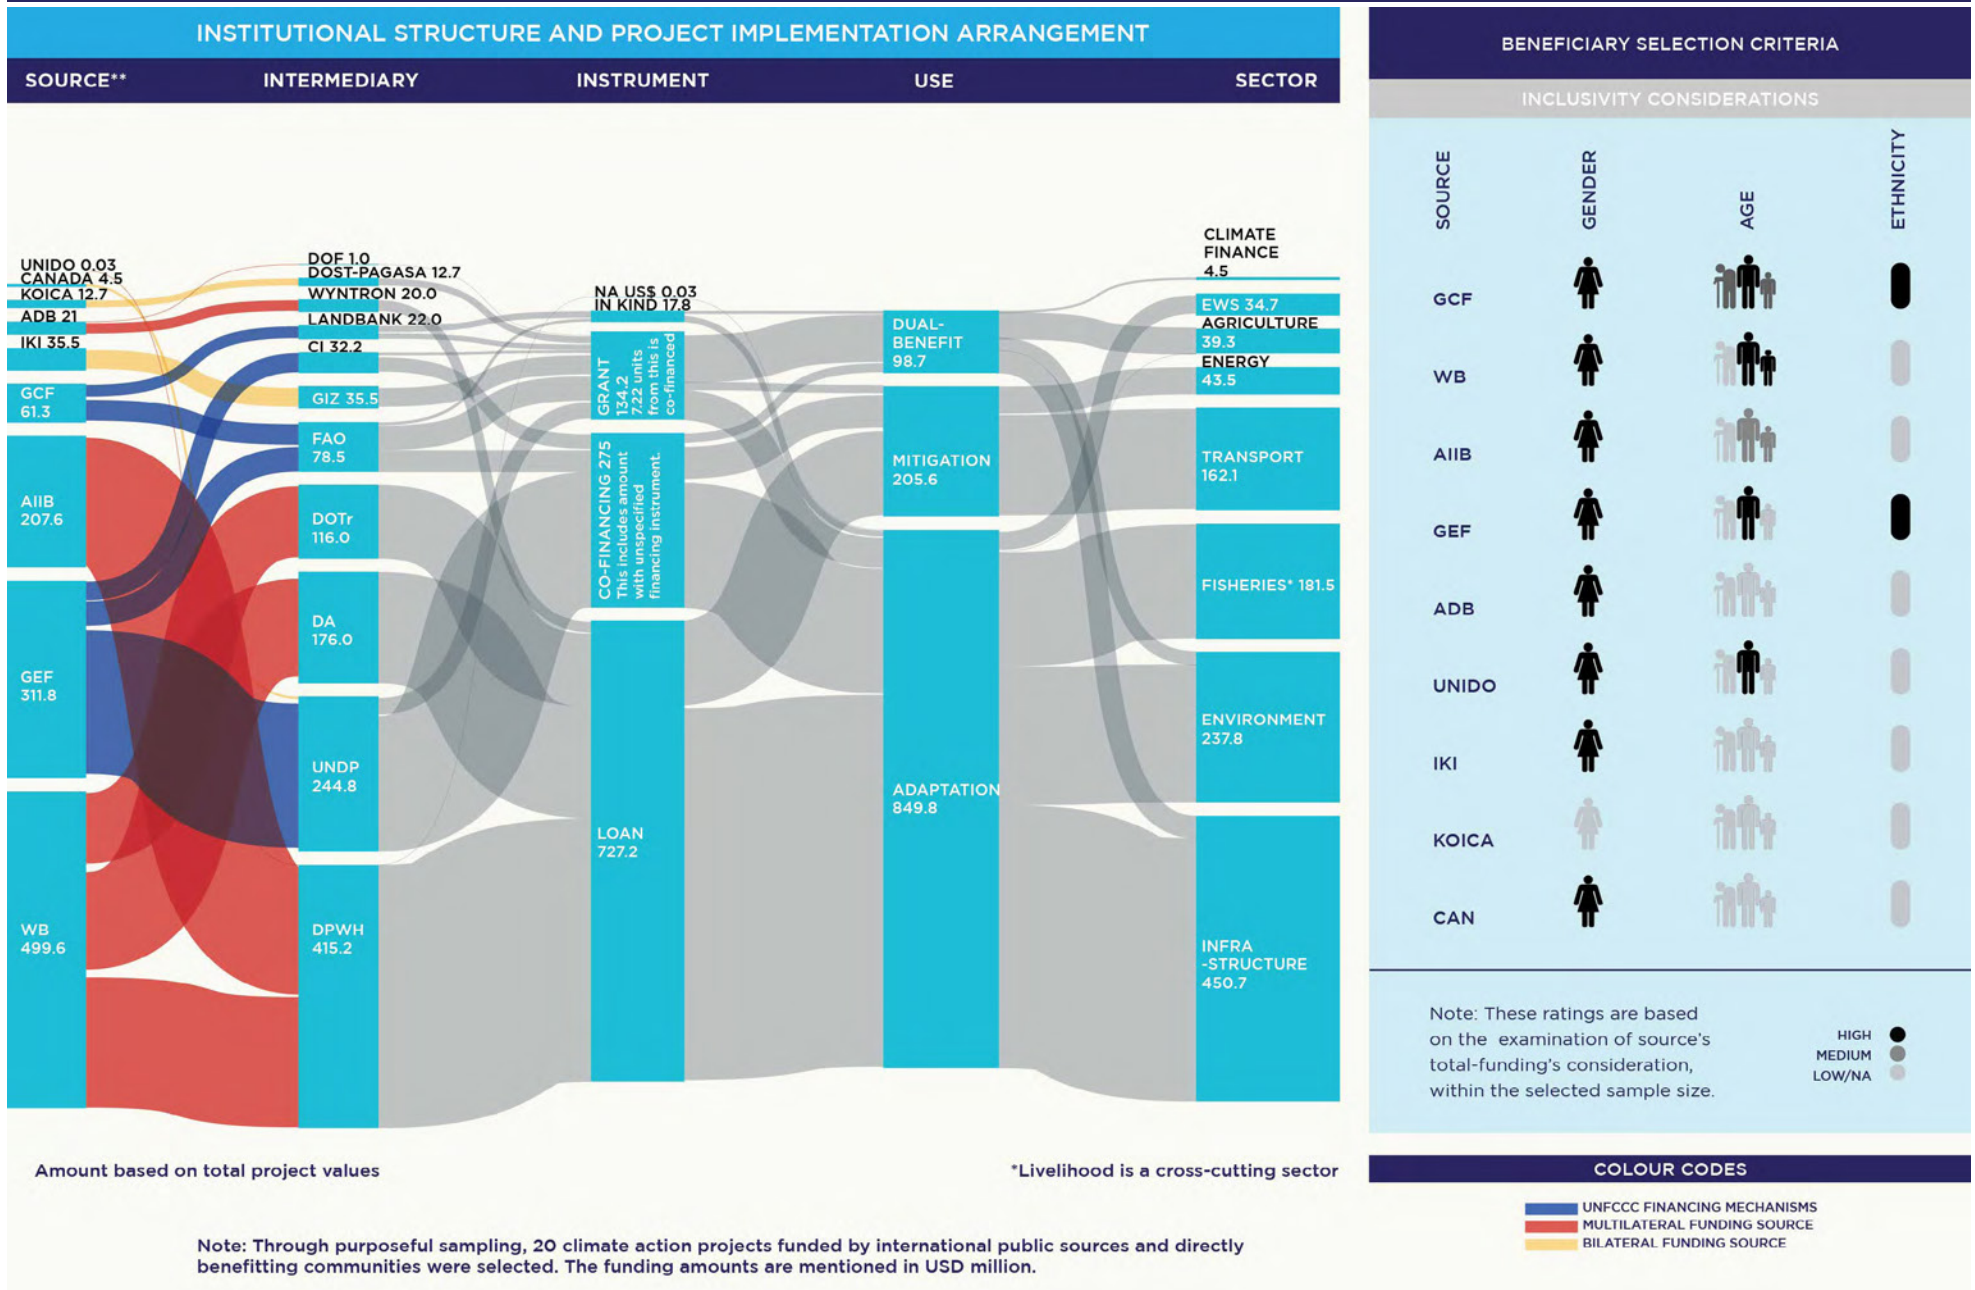 INSTITUTIONAL STRUCTURE AND PROJECT IMPLEMENTATION ARRANGEMENT
SOURCE**
INTERMEDIARY
INSTRUMENT
USE
SECTOR
UNIDO 0.03
CANADA 4.5
KOICA 12.7
ADB 21
IKI 35.5
GCF
61.3
AIIB
207.6
GEF
311.8
WB
499.6
DOF 1.0
DOST-PAGASA 12.7
WYNTRON 20.0
LANDBANK 22.0
CI 32.2
GIZ 35.5
FAO
78.5
DOTr
116.0
DA
176.0
UNDP
244.8
DPWH
415.2
NA US$ 0.03
IN KIND 17.8
GRANT
134.2
7.22 units
from this is
co-financed
CO-FINANCING 275
This includes amount
with unspecified
financing instrument.
LOAN
727.2
DUAL-
BENEFIT
98.7
MITIGATION
205.6
ADAPTATION
849.8
CLIMATE
FINANCE
4.5
EWS 34.7
AGRICULTURE
39.3
ENERGY
43.5
TRANSPORT
162.1
FISHERIES* 181.5
ENVIRONMENT
237.8
INFRA
-STRUCTURE
450.7
Amount based on total project values
*Livelihood is a cross-cutting sector
Note: Through purposeful sampling, 20 climate action projects funded by international public sources and directly
benefitting communities were selected. The funding amounts are mentioned in USD million.
BENEFICIARY SELECTION CRITERIA
INCLUSIVITY CONSIDERATIONS
SOURCE
GENDER
AGE
ETHNICITY
GCF
WB
AIIB
GEF
ADB
UNIDO
IKI
KOICA
CAN
Note: These ratings are based
on the examination of source's
total-funding's consideration,
within the selected sample size.
HIGH
MEDIUM
LOW/NA
COLOUR CODES
UNFCCC FINANCING MECHANISMS
MULTILATERAL FUNDING SOURCE
BILATERAL FUNDING SOURCE